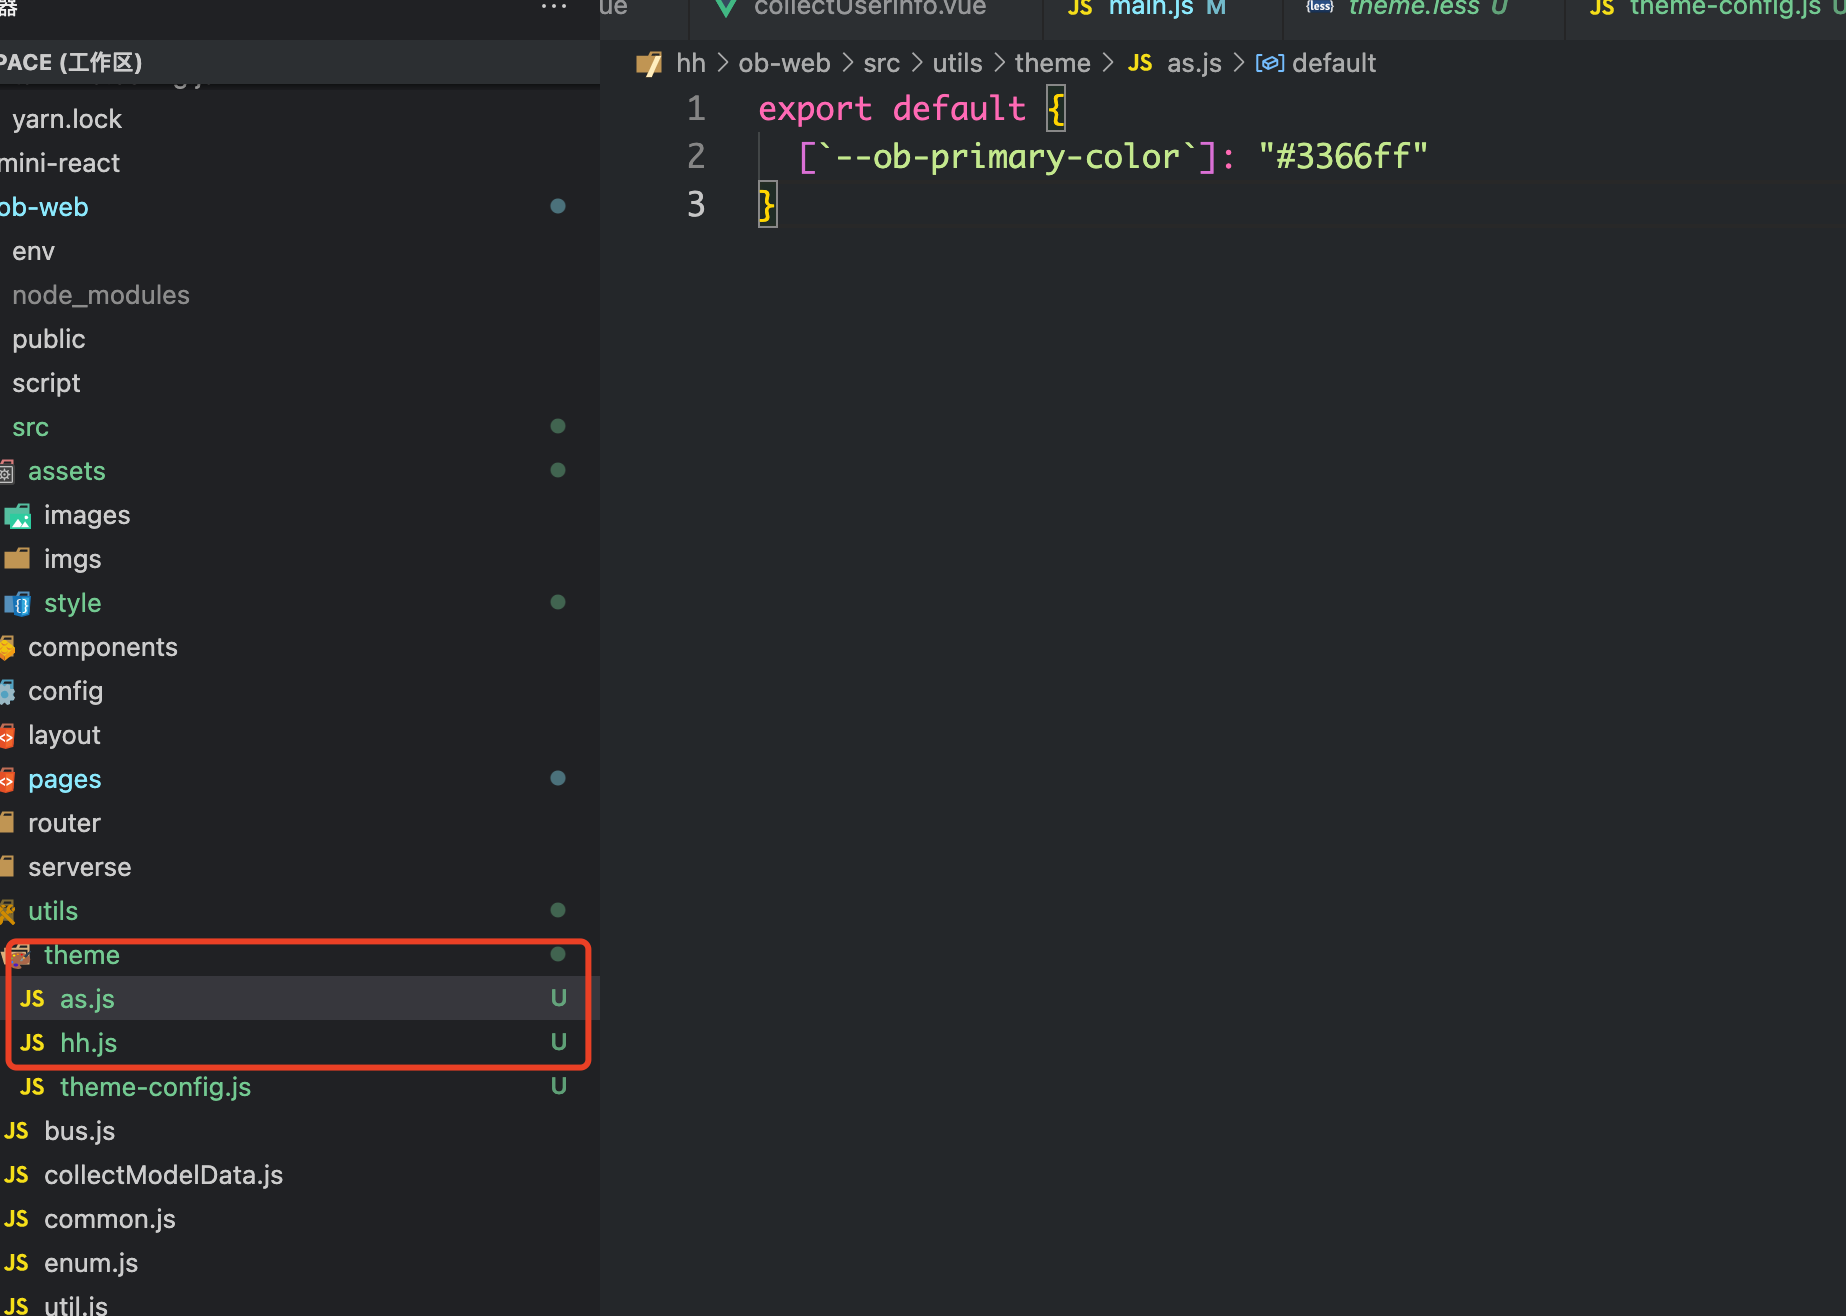 器
ue
collectUserInfo.vue
JS main.js M
{less} theme.less U
JS theme-config.js U
PACE (工作区)
hh > ob-web > src > utils > theme > JS as.js > default
yarn.lock
mini-react
ob-web
env
node_modules
public
script
src
assets
images
imgs
style
components
config
layout
pages
router
serverse
utils
theme
JS as.js U
JS hh.js U
JS theme-config.js U
JS bus.js
JS collectModelData.js
JS common.js
JS enum.js
JS util.js
1 export default {
2 [`--ob-primary-color`]: "#3366ff"
3 }